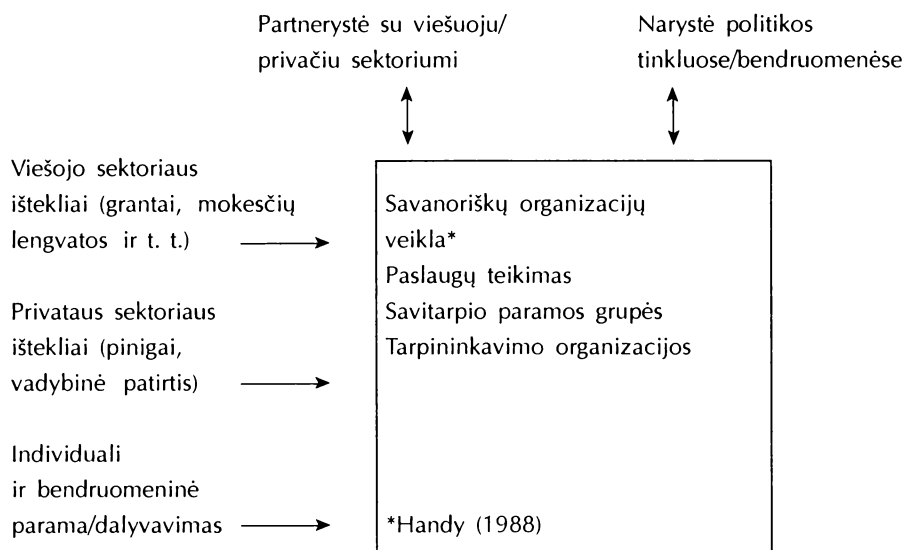 Partnerystė su viešuoju/
privačiu sektoriumi
Narystė politikos
tinkluose/bendruomenėse
Viešojo sektoriaus
ištekliai (grantai, mokesčių
lengvatos ir t. t.)
Privataus sektoriaus
ištekliai (pinigai,
vadybinė patirtis)
Individuali
ir bendruomeninė
parama/dalyvavimas
Savanoriškų organizacijų
veikla*
Paslaugų teikimas
Savitarpio paramos grupės
Tarpininkavimo organizacijos
*Handy (1988)